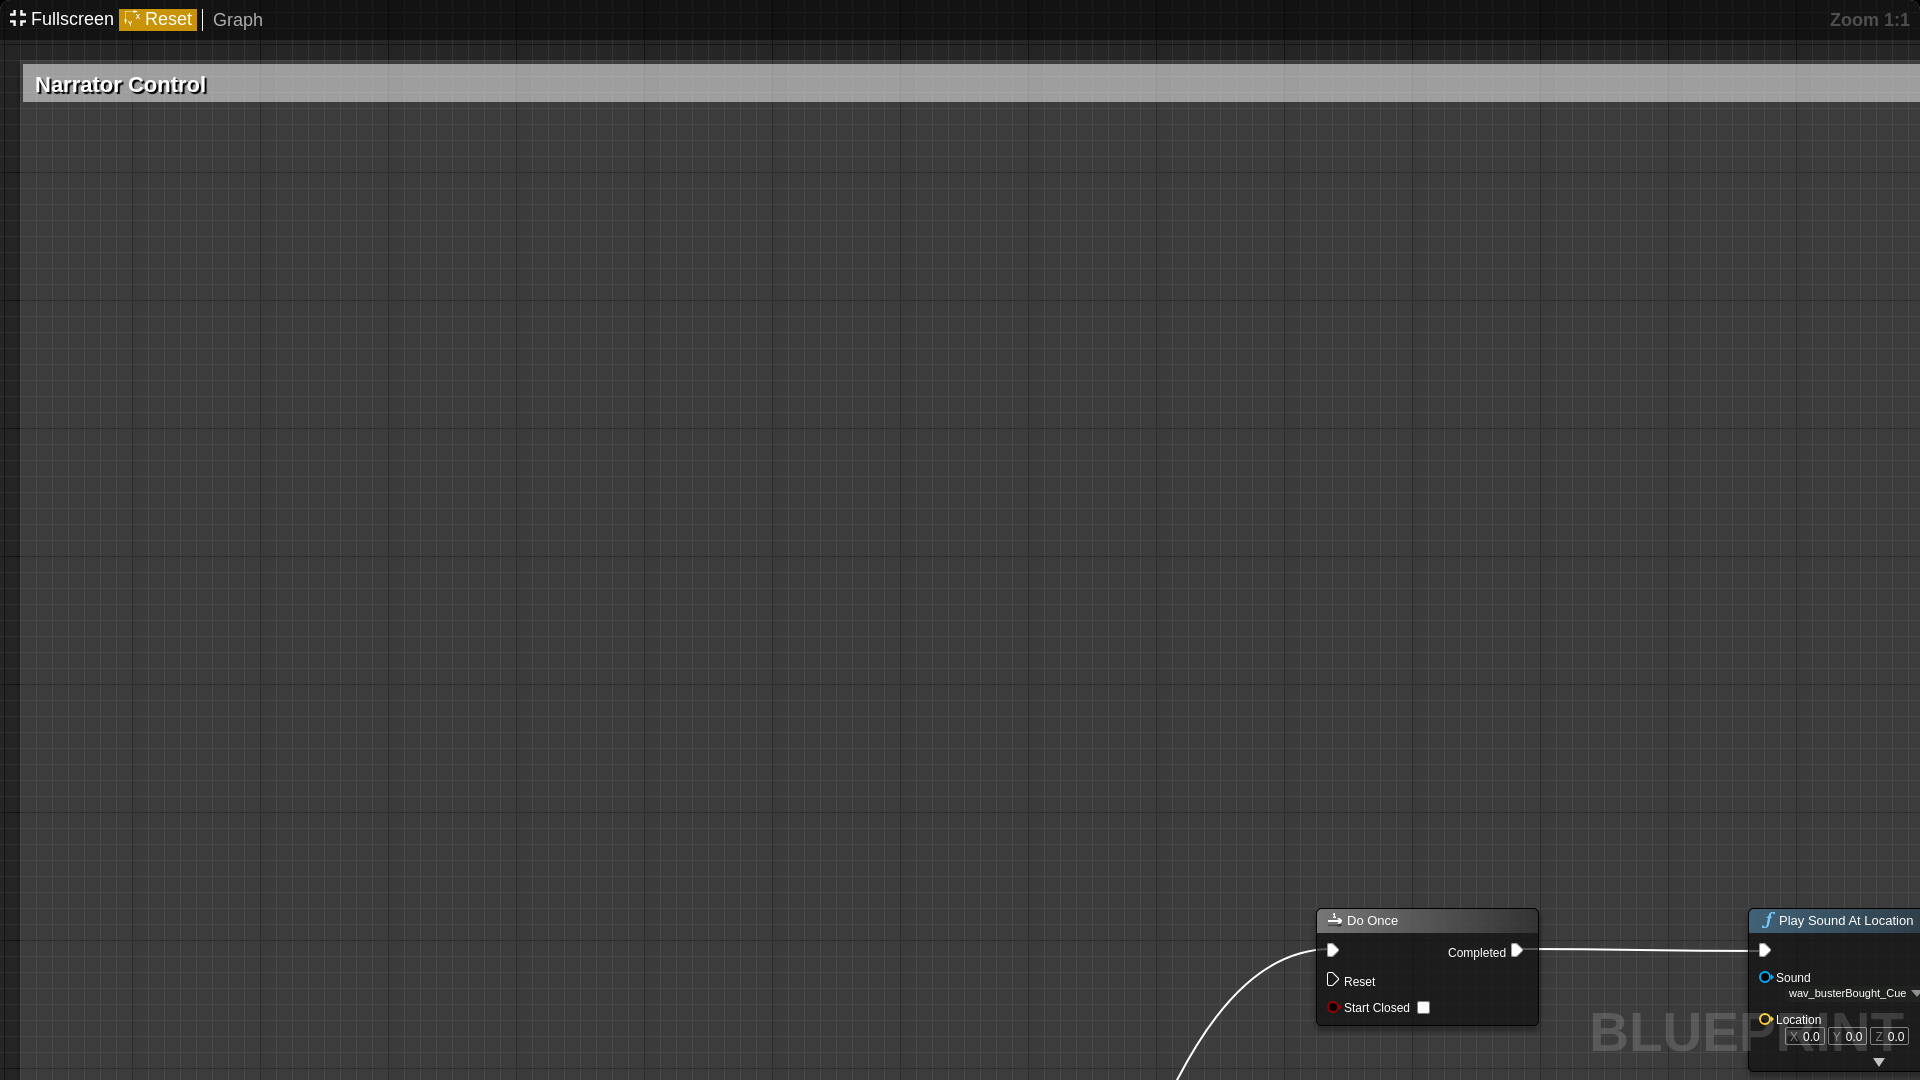 Fullscreen Reset Graph Zoom 1:1
Narrator Control
Do Once
Completed
Reset
Start Closed
Play Sound At Location
Sound
wav_busterBought_Cue
Location
X 0.0 Y 0.0 Z 0.0
BLUEPRINT